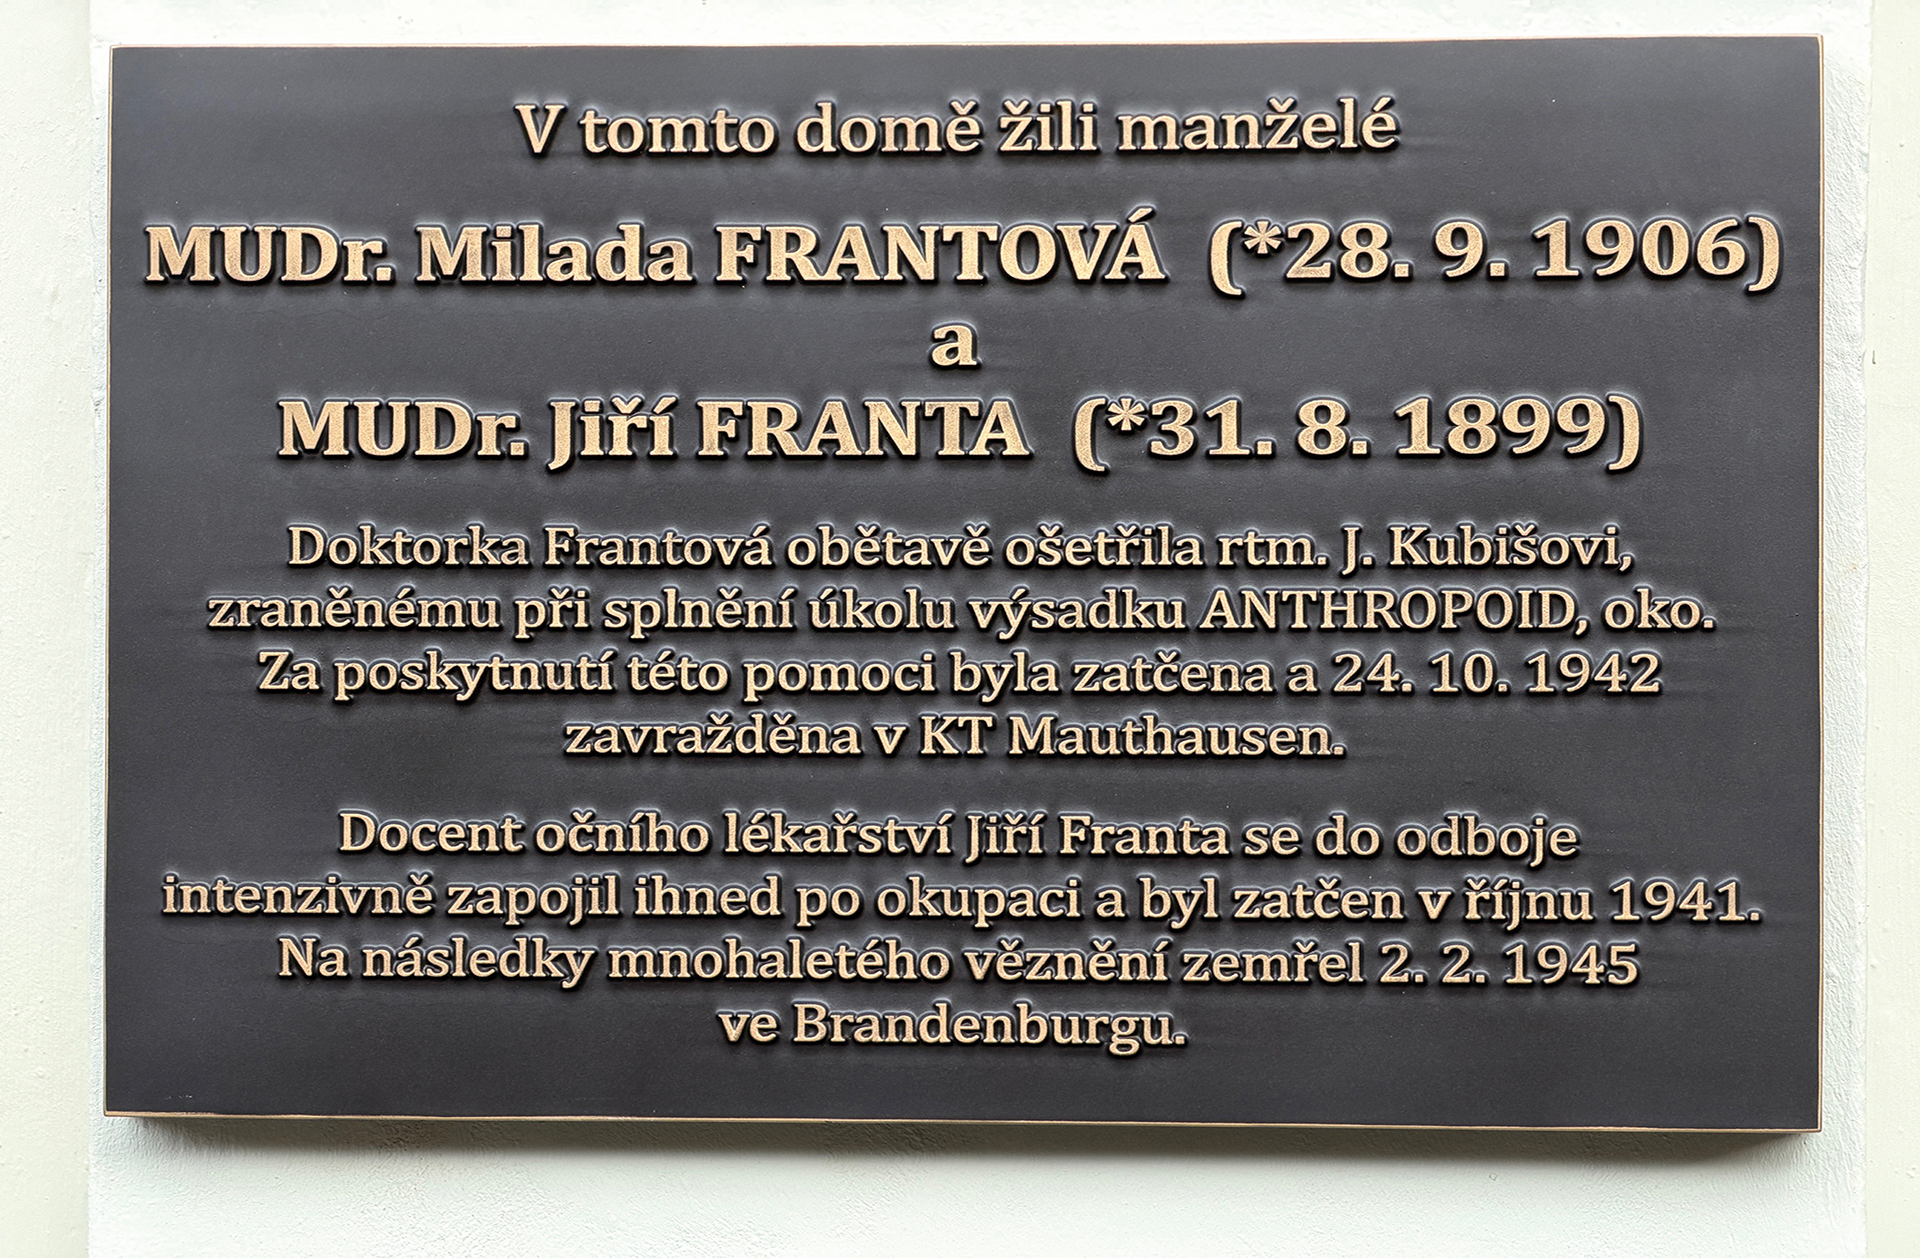 V tomto domě žili manželé
MUDr. Milada FRANTOVÁ (*28. 9. 1906)
a
MUDr. Jiří FRANTA (*31. 8. 1899)
Doktorka Frantová obětavě ošetřila rtm. J. Kubišovi,
zraněnému při splnění úkolu výsadku ANTHROPOID, oko.
Za poskytnutí této pomoci byla zatčena a 24. 10. 1942
zavražděna v KT Mauthausen.
Docent očního lékařství Jiří Franta se do odboje
intenzivně zapojil ihned po okupaci a byl zatčen v říjnu 1941.
Na následky mnohaletého věznění zemřel 2. 2. 1945
ve Brandenburgu.